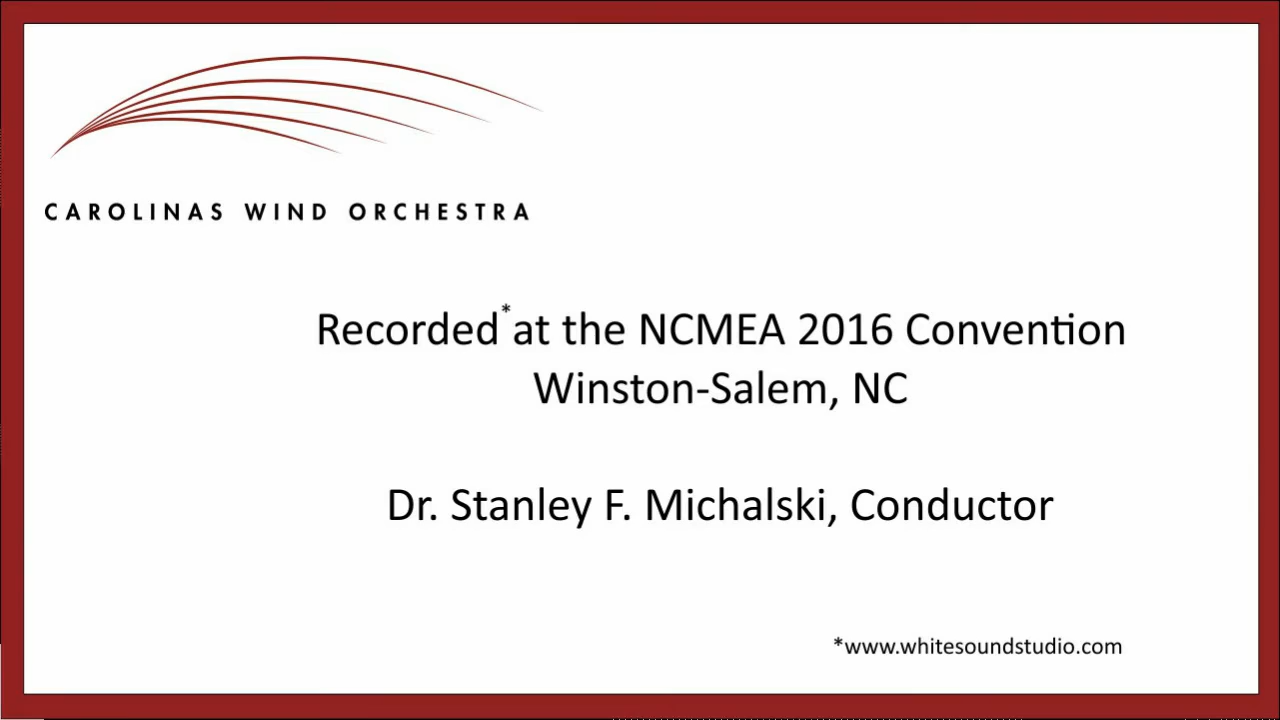 CAROLINAS WIND ORCHESTRA
Recorded*at the NCMEA 2016 Convention
Winston-Salem, NC
Dr. Stanley F. Michalski, Conductor
*www.whitesoundstudio.com